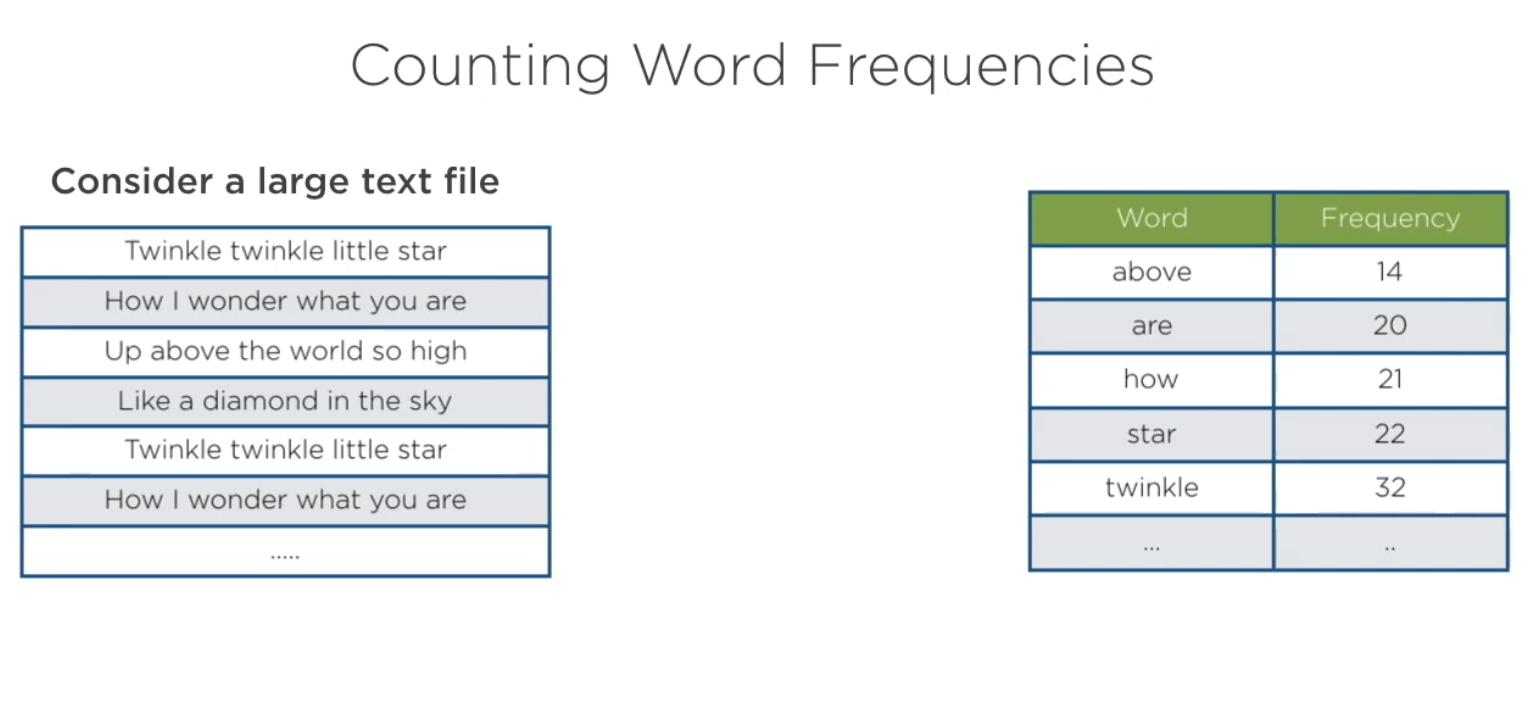 Counting Word Frequencies
Consider a large text file
Twinkle twinkle little star
How I wonder what you are
Up above the world so high
Like a diamond in the sky
Twinkle twinkle little star
How I wonder what you are
.....
Word Frequency
above 14
are 20
how 21
star 22
twinkle 32
... ..